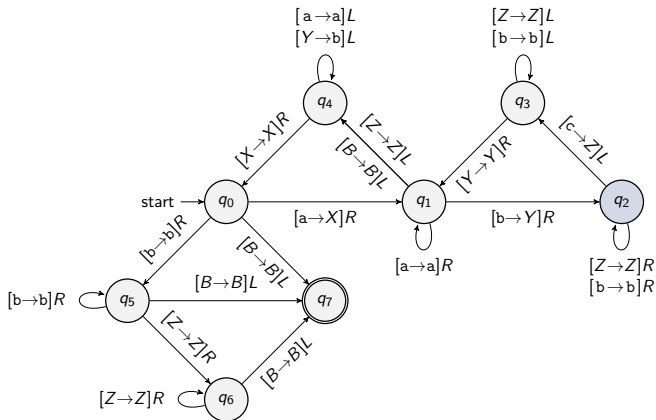 [a→a]L
[Y→b]L
[Z→Z]L
[b→b]L
q4
q3
[X→X]R
[Z→Z]L
[B→B]L
[Y→Y]R
[c→Z]L
start
q0
[a→X]R
q1
[b→Y]R
q2
[b→b]R
[B→B]L
[a→a]R
[Z→Z]R
[b→b]R
[b→b]R
q5
[B→B]L
q7
[Z→Z]R
[B→B]L
[Z→Z]R
q6